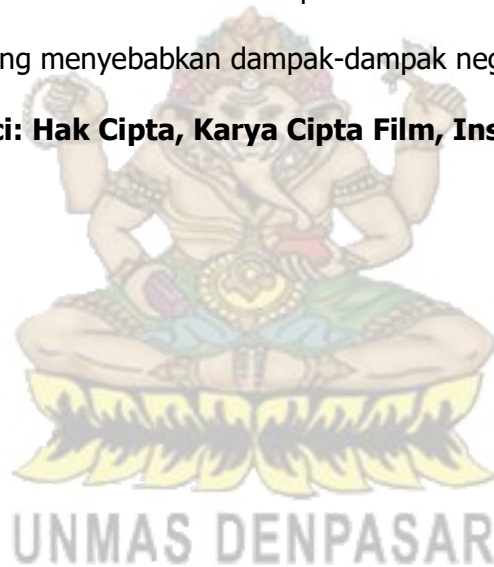 ng menyebabkan dampak-dampak neg
ci: Hak Cipta, Karya Cipta Film, Ins
UNMAS DENPASAR